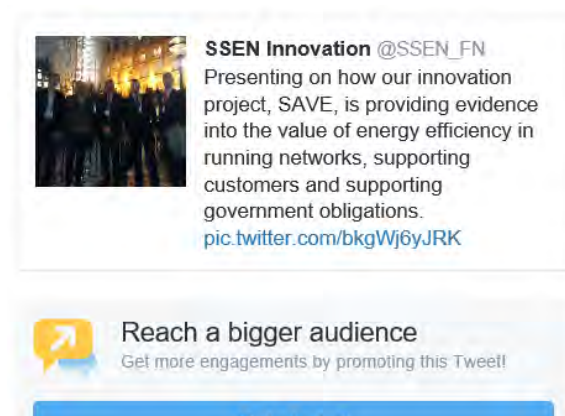 SSEN Innovation @SSEN_FN
Presenting on how our innovation
project, SAVE, is providing evidence
into the value of energy efficiency in
running networks, supporting
customers and supporting
government obligations.
pic.twitter.com/bkgWj6yJRK
Reach a bigger audience
Get more engagements by promoting this Tweet!